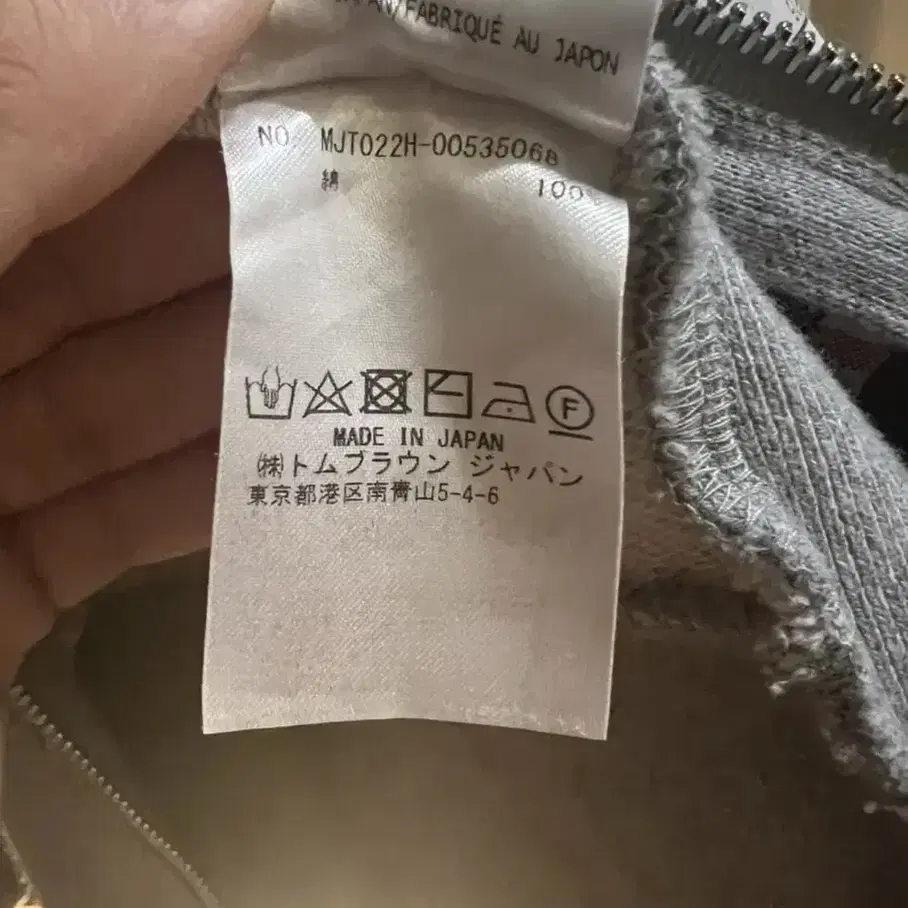 /FABRIQUÉ AU JAPON
NO. MJT022H-00535068
綿 100%
F
MADE IN JAPAN
㈱トムブラウン ジャパン
東京都港区南青山5-4-6